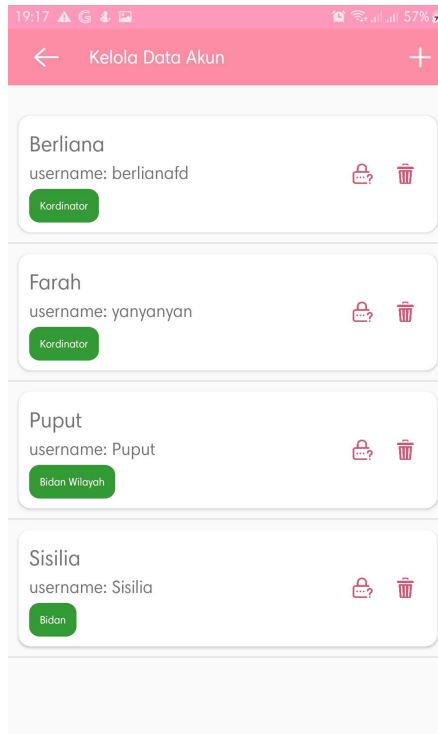 19:17
57%
Kelola Data Akun
Berliana
username: berlianafd
Kordinator
Farah
username: yanyanyan
Kordinator
Puput
username: Puput
Bidan Wilayah
Sisilia
username: Sisilia
Bidan